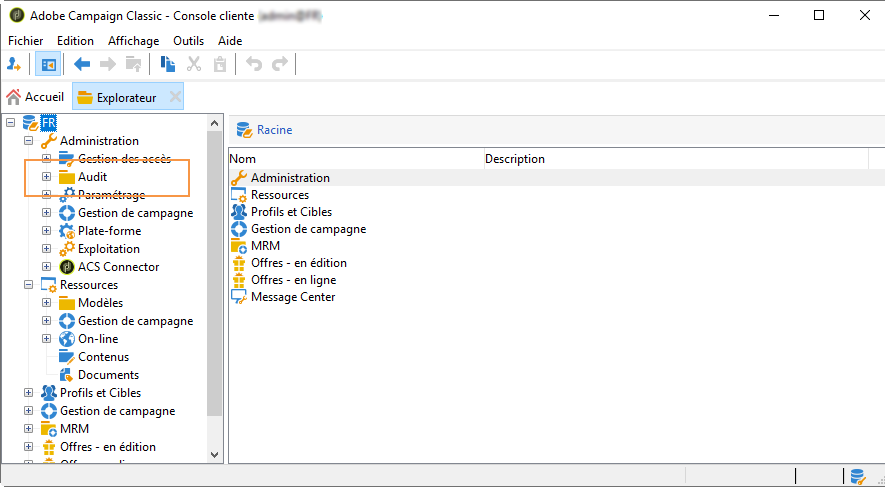 Adobe Campaign Classic - Console cliente
Fichier Edition Affichage Outils Aide
Accueil Explorateur
FR
Administration
Gestion des accès
Audit
Paramétrage
Gestion de campagne
Plate-forme
Exploitation
ACS Connector
Ressources
Modèles
Gestion de campagne
On-line
Contenus
Documents
Profils et Cibles
Gestion de campagne
MRM
Offres - en édition
Racine
Nom Description
Administration
Ressources
Profils et Cibles
Gestion de campagne
MRM
Offres - en édition
Offres - en ligne
Message Center